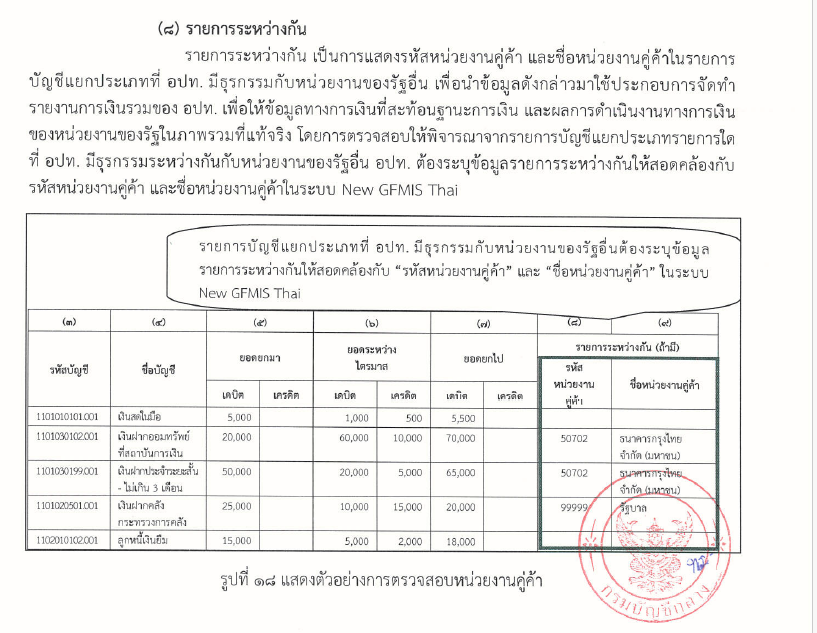 (๘) รายการระหว่างกัน
รายการระหว่างกัน เป็นการแสดงรหัสหน่วยงานคู่ค้า และชื่อหน่วยงานคู่ค้าในรายการ
บัญชีแยกประเภทที่ อปท. มีธุรกรรมกับหน่วยงานของรัฐอื่น เพื่อนำข้อมูลดังกล่าวมาใช้ประกอบการจัดทำ
รายงานการเงินรวมของ อปท. เพื่อให้ข้อมูลทางการเงินที่สะท้อนฐานะการเงิน และผลการดำเนินงานทางการเงิน
ของหน่วยงานของรัฐในภาพรวมที่แท้จริง โดยการตรวจสอบให้พิจารณาจากรายการบัญชีแยกประเภทรายการใด
ที่ อปท. มีธุรกรรมระหว่างกันกับหน่วยงานของรัฐอื่น อปท. ต้องระบุข้อมูลรายการระหว่างกันให้สอดคล้องกับ
รหัสหน่วยงานคู่ค้า และชื่อหน่วยงานคู่ค้าในระบบ New GFMIS Thai
รายการบัญชีแยกประเภทที่ อปท. มีธุรกรรมกับหน่วยงานของรัฐอื่นต้องระบุข้อมูล
รายการระหว่างกันให้สอดคล้องกับ “รหัสหน่วยงานคู่ค้า” และ “ชื่อหน่วยงานคู่ค้า” ในระบบ
New GFMIS Thai
(๓) (๔) (๕) (๖) (๗) (๘) (๙)
รหัสบัญชี ชื่อบัญชี ยอดยกมา ยอดระหว่าง ยอดยกไป รายการระหว่างกัน (ถ้ามี)
ไตรมาส
รหัส
หน่วยงาน ชื่อหน่วยงานคู่ค้า
คู่ค้า
เดบิต เครดิต เดบิต เครดิต เดบิต เครดิต
1101010101.001 เงินสดในมือ 5,000 1,000 500 5,500
1101030102.001 เงินฝากออมทรัพย์ 20,000 60,000 10,000 70,000 50702 ธนาคารกรุงไทย
ที่สถาบันการเงิน จำกัด (มหาชน)
1101030199.001 เงินฝากประจำระยะสั้น 50,000 20,000 5,000 65,000 50702 ธนาคารกรุงไทย
- ไม่เกิน 3 เดือน จำกัด (มหาชน)
1101020501.001 เงินฝากคลัง 25,000 10,000 15,000 20,000 99999 รัฐบาล
กระทรวงการคลัง
1102010102.001 ลูกหนี้เงินยืม 15,000 5,000 2,000 18,000
รูปที่ ๑๘ แสดงตัวอย่างการตรวจสอบหน่วยงานคู่ค้า
กรมบัญชีกลาง